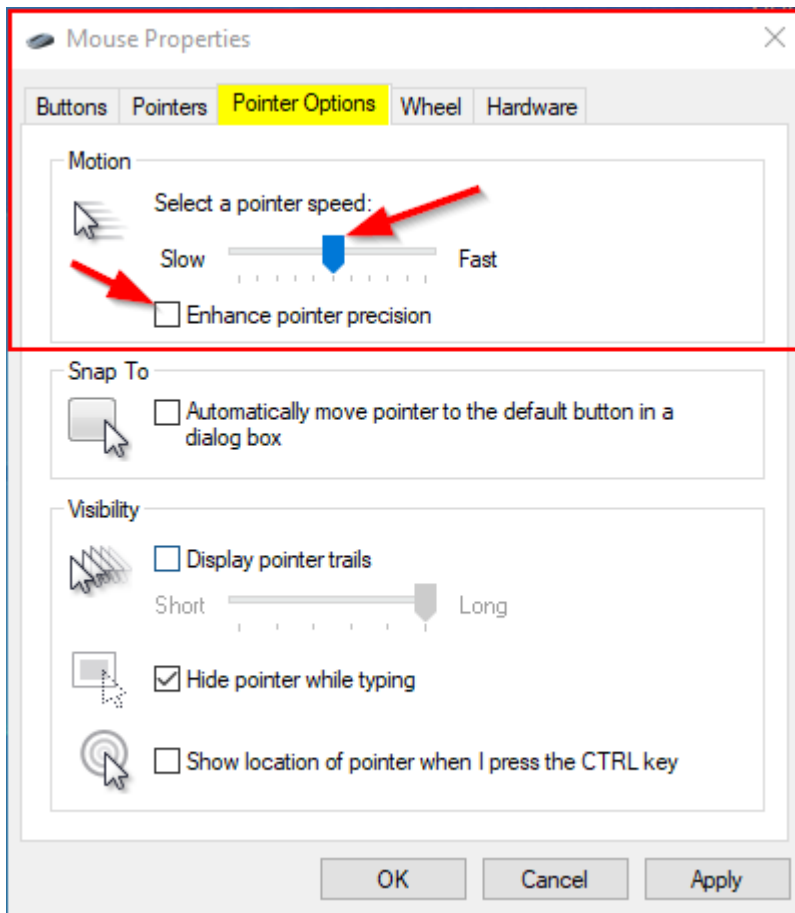 Mouse Properties
Buttons Pointers Pointer Options Wheel Hardware
Motion
Select a pointer speed:
Slow Fast
Enhance pointer precision
Snap To
Automatically move pointer to the default button in a
dialog box
Visibility
Display pointer trails
Short Long
Hide pointer while typing
Show location of pointer when I press the CTRL key
OK Cancel Apply